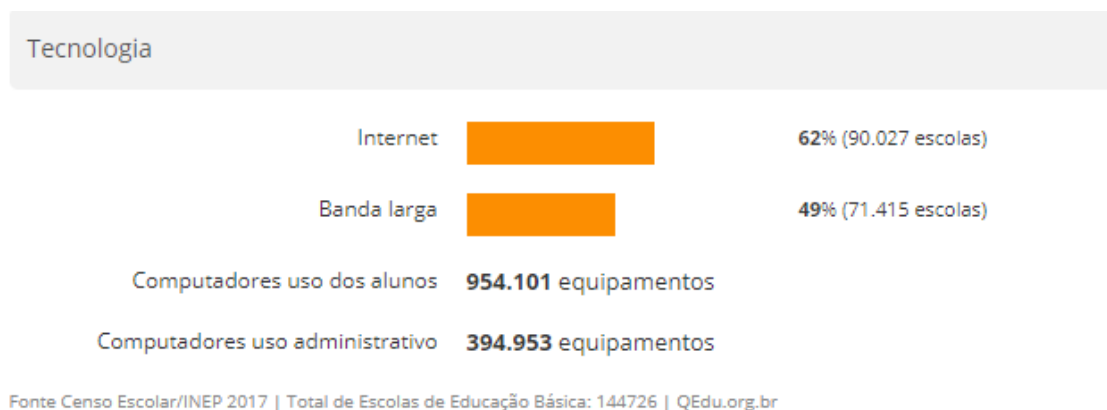 Tecnologia
Internet 62% (90.027 escolas)
Banda larga 49% (71.415 escolas)
Computadores uso dos alunos 954.101 equipamentos
Computadores uso administrativo 394.953 equipamentos
Fonte Censo Escolar/INEP 2017 | Total de Escolas de Educação Básica: 144726 | QEdu.org.br